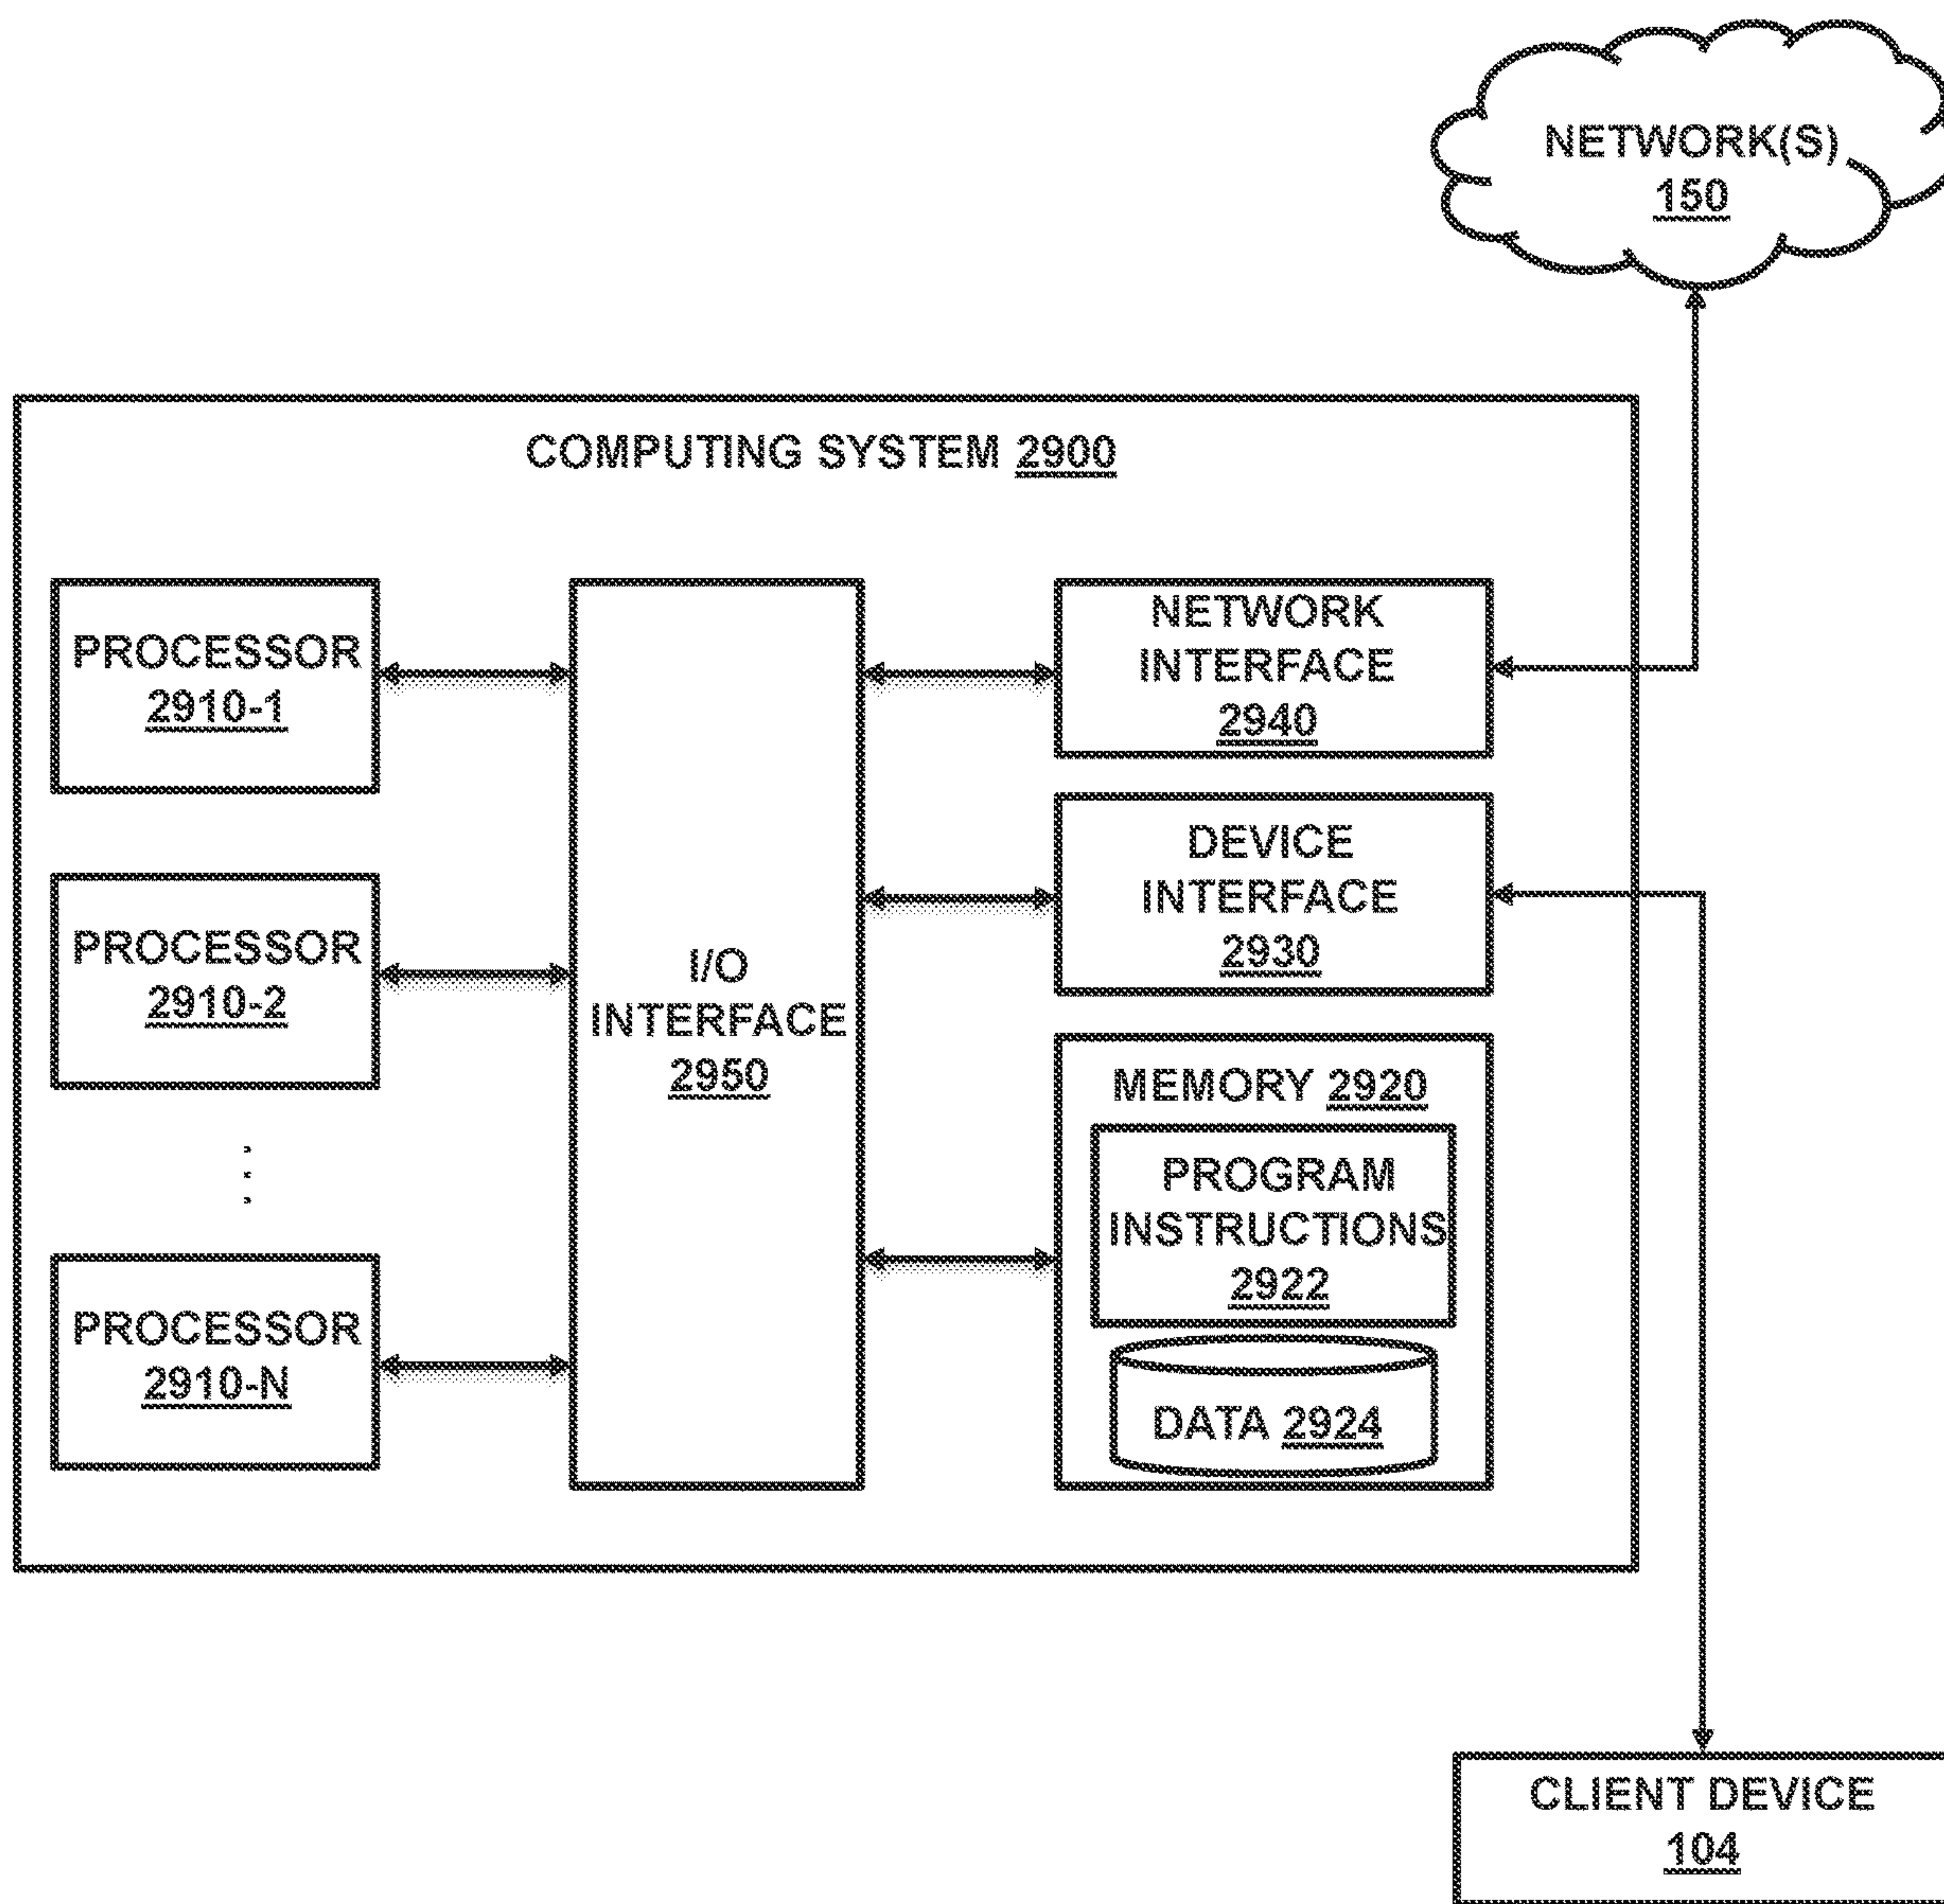 NETWORK(S)
150
COMPUTING SYSTEM 2900
PROCESSOR
2910-1
PROCESSOR
2910-2
PROCESSOR
2910-N
I/O
INTERFACE
2950
NETWORK
INTERFACE
2940
DEVICE
INTERFACE
2930
MEMORY 2920
PROGRAM
INSTRUCTIONS
2922
DATA 2924
CLIENT DEVICE
104